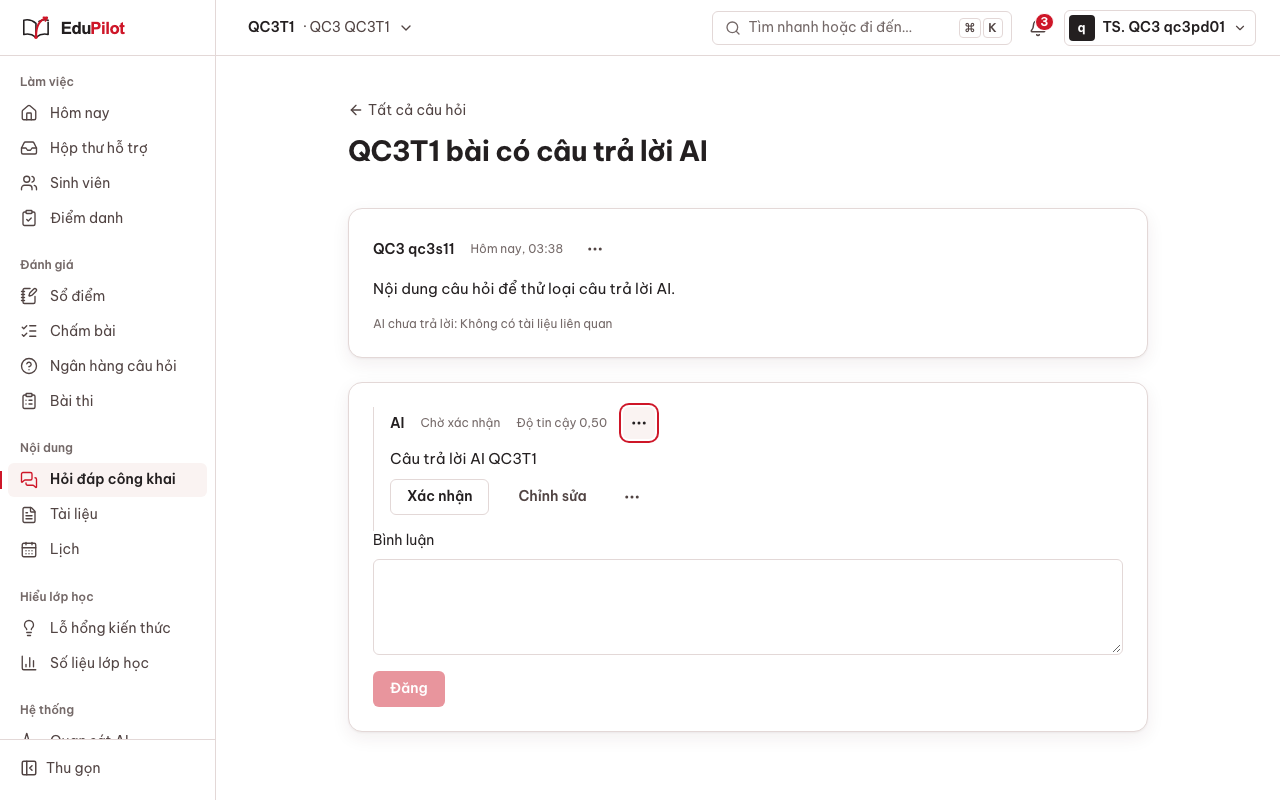 EduPilot
QC3T1 · QC3 QC3T1
Tìm nhanh hoặc đi đến... ⌘ K
3
q TS. QC3 qc3pd01
Làm việc
Hôm nay
Hộp thư hỗ trợ
Sinh viên
Điểm danh
Đánh giá
Sổ điểm
Chấm bài
Ngân hàng câu hỏi
Bài thi
Nội dung
Hỏi đáp công khai
Tài liệu
Lịch
Hiểu lớp học
Lỗ hổng kiến thức
Số liệu lớp học
Hệ thống
Quan sát AI
Thu gọn
← Tất cả câu hỏi
QC3T1 bài có câu trả lời AI
QC3 qc3s11 Hôm nay, 03:38 ···
Nội dung câu hỏi để thử loại câu trả lời AI.
AI chưa trả lời: Không có tài liệu liên quan
AI Chờ xác nhận Độ tin cậy 0,50 ···
Câu trả lời AI QC3T1
Xác nhận Chỉnh sửa ···
Bình luận
Đăng